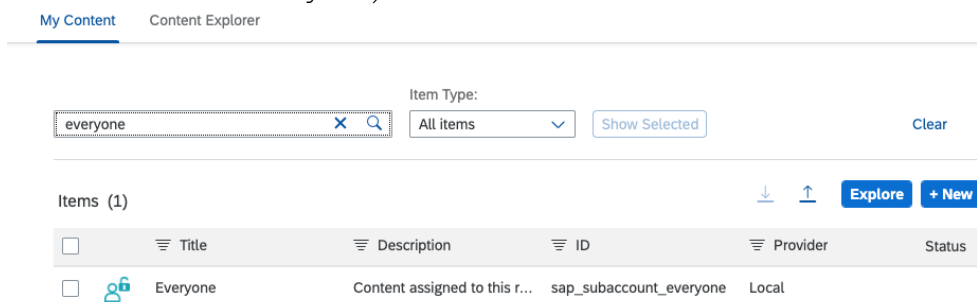 My Content Content Explorer
Item Type:
everyone All items Show Selected Clear
Items (1) Explore + New
Title Description ID Provider Status
Everyone Content assigned to this r... sap_subaccount_everyone Local